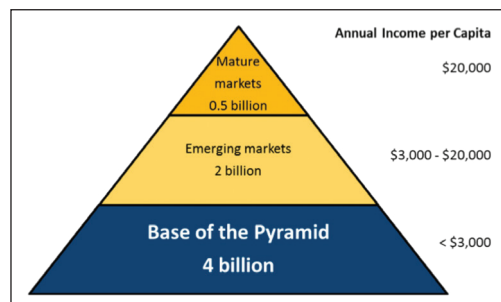 Annual Income per Capita
Mature
markets
0.5 billion
$20,000
Emerging markets
2 billion
$3,000 - $20,000
Base of the Pyramid
4 billion
< $3,000